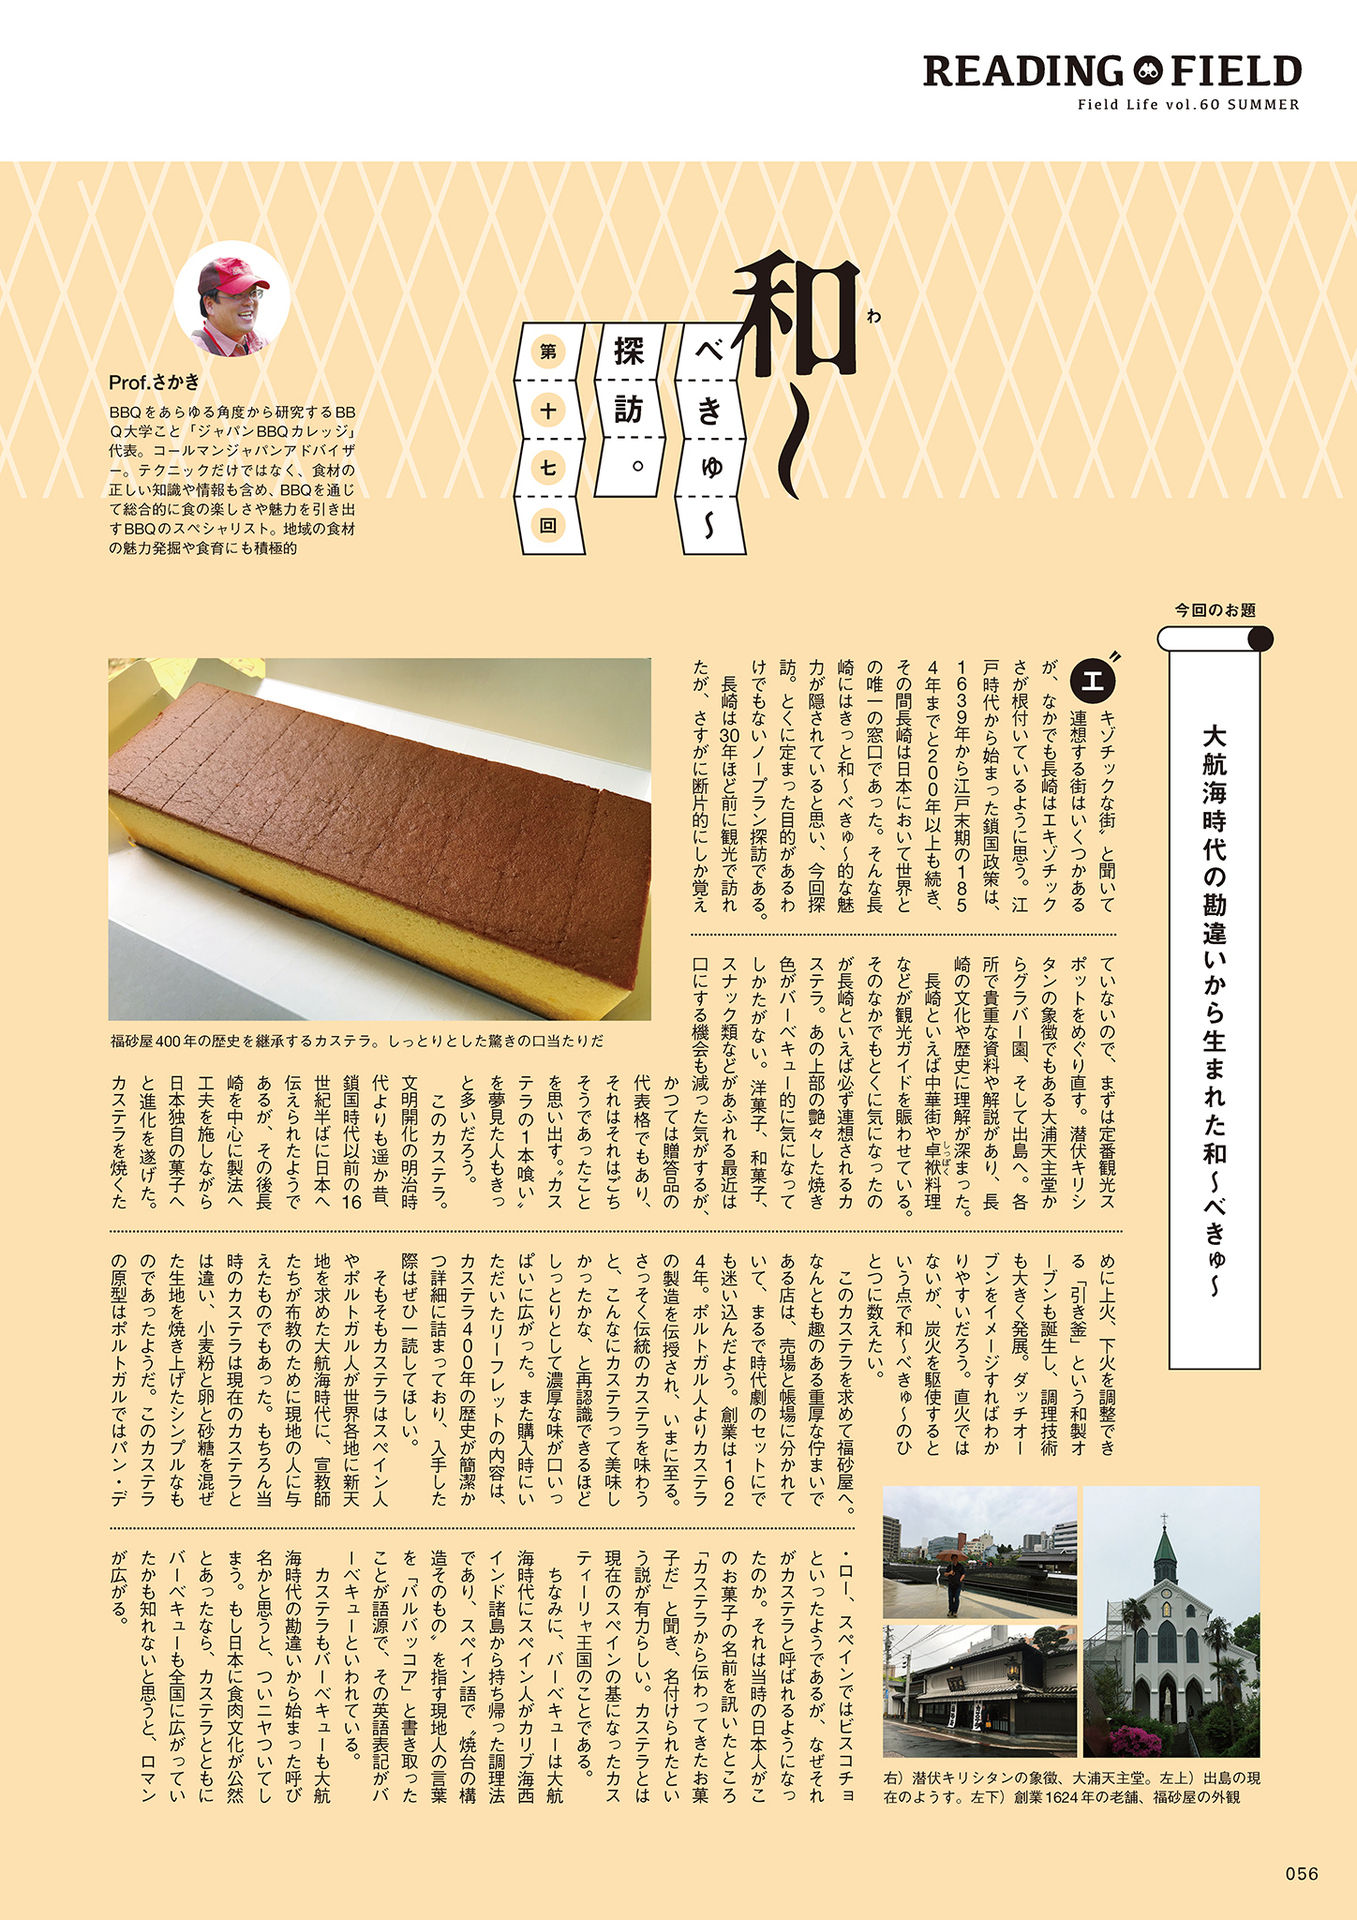 READING FIELD
Field Life vol.60 SUMMER
和〜
わ
べきゅ〜
探訪。
第十七回
Prof.さかき
BBQをあらゆる角度から研究するBB
Q大学こと「ジャパンBBQカレッジ」
代表。コールマンジャパンアドバイザ
ー。テクニックだけではなく、食材の
正しい知識や情報も含め、BBQを通じ
て総合的に食の楽しさや魅力を引き出
すBBQのスペシャリスト。地域の食材
の魅力発掘や食育にも積極的
今回のお題
大航海時代の勘違いから生まれた和〜べきゅ〜
〝エキゾチックな街〟と聞いて
連想する街はいくつかある
が、なかでも長崎はエキゾチック
さが根付いているように思う。江
戸時代から始まった鎖国政策は、
1639年から江戸末期の185
4年までと200年以上も続き、
その間長崎は日本において世界と
の唯一の窓口であった。そんな長
崎にはきっと和〜べきゅ〜的な魅
力が隠されていると思い、今回探
訪。とくに定まった目的があるわ
けでもないノープラン探訪である。
長崎は30年ほど前に観光で訪れ
たが、さすがに断片的にしか覚え
ていないので、まずは定番観光ス
ポットをめぐり直す。潜伏キリシ
タンの象徴でもある大浦天主堂か
らグラバー園、そして出島へ。各
所で貴重な資料や解説があり、長
崎の文化や歴史に理解が深まった。
長崎といえば中華街や卓袱料理
しっぽく
などが観光ガイドを賑わせている。
そのなかでもとくに気になったの
が長崎といえば必ず連想されるカ
ステラ。あの上部の艶々した焼き
色がバーベキュー的に気になって
しかたがない。洋菓子、和菓子、
スナック類などがあふれる最近は
口にする機会も減った気がするが、
かつては贈答品の
代表格でもあり、
それはそれはごち
そうであったこと
を思い出す。〝カス
テラの1本喰い〟
を夢見た人もきっ
と多いだろう。
このカステラ。
文明開化の明治時
代よりも遥か昔、
鎖国時代以前の16
世紀半ばに日本へ
伝えられたようで
あるが、その後長
崎を中心に製法へ
工夫を施しながら
日本独自の菓子へ
と進化を遂げた。
カステラを焼くた
めに上火、下火を調整でき
る「引き釜」という和製オ
ーブンも誕生し、調理技術
も大きく発展。ダッチオー
ブンをイメージすればわか
りやすいだろう。直火では
ないが、炭火を駆使すると
いう点で和〜べきゅ〜のひ
とつに数えたい。
このカステラを求めて福砂屋へ。
なんとも趣のある重厚な佇まいで
ある店は、売場と帳場に分かれて
いて、まるで時代劇のセットにで
も迷い込んだよう。創業は162
4年。ポルトガル人よりカステラ
の製造を伝授され、いまに至る。
さっそく伝統のカステラを味わう
と、こんなにカステラって美味し
かったかな、と再認識できるほど
しっとりとして濃厚な味が口いっ
ぱいに広がった。また購入時にい
ただいたリーフレットの内容は、
カステラ400年の歴史が簡潔か
つ詳細に詰まっており、入手した
際はぜひ一読してほしい。
そもそもカステラはスペイン人
やポルトガル人が世界各地に新天
地を求めた大航海時代に、宣教師
たちが布教のために現地の人に与
えたものでもあった。もちろん当
時のカステラは現在のカステラと
は違い、小麦粉と卵と砂糖を混ぜ
た生地を焼き上げたシンプルなも
のであったようだ。このカステラ
の原型はポルトガルではパン・デ
・ロー、スペインではビスコチョ
といったようであるが、なぜそれ
がカステラと呼ばれるようになっ
たのか。それは当時の日本人がこ
のお菓子の名前を訊いたところ
「カステラから伝わってきたお菓
子だ」と聞き、名付けられたとい
う説が有力らしい。カステラとは
現在のスペインの基になったカス
ティーリャ王国のことである。
ちなみに、バーベキューは大航
海時代にスペイン人がカリブ海西
インド諸島から持ち帰った調理法
であり、スペイン語で〝焼台の構
造そのもの〟を指す現地人の言葉
を「バルバッコア」と書き取った
ことが語源で、その英語表記がバ
ーベキューといわれている。
カステラもバーベキューも大航
海時代の勘違いから始まった呼び
名かと思うと、ついニヤついてし
まう。もし日本に食肉文化が公然
とあったなら、カステラとともに
バーベキューも全国に広がってい
たかも知れないと思うと、ロマン
が広がる。
福砂屋400年の歴史を継承するカステラ。しっとりとした驚きの口当たりだ
右）潜伏キリシタンの象徴、大浦天主堂。左上）出島の現
在のようす。左下）創業1624年の老舗、福砂屋の外観
056